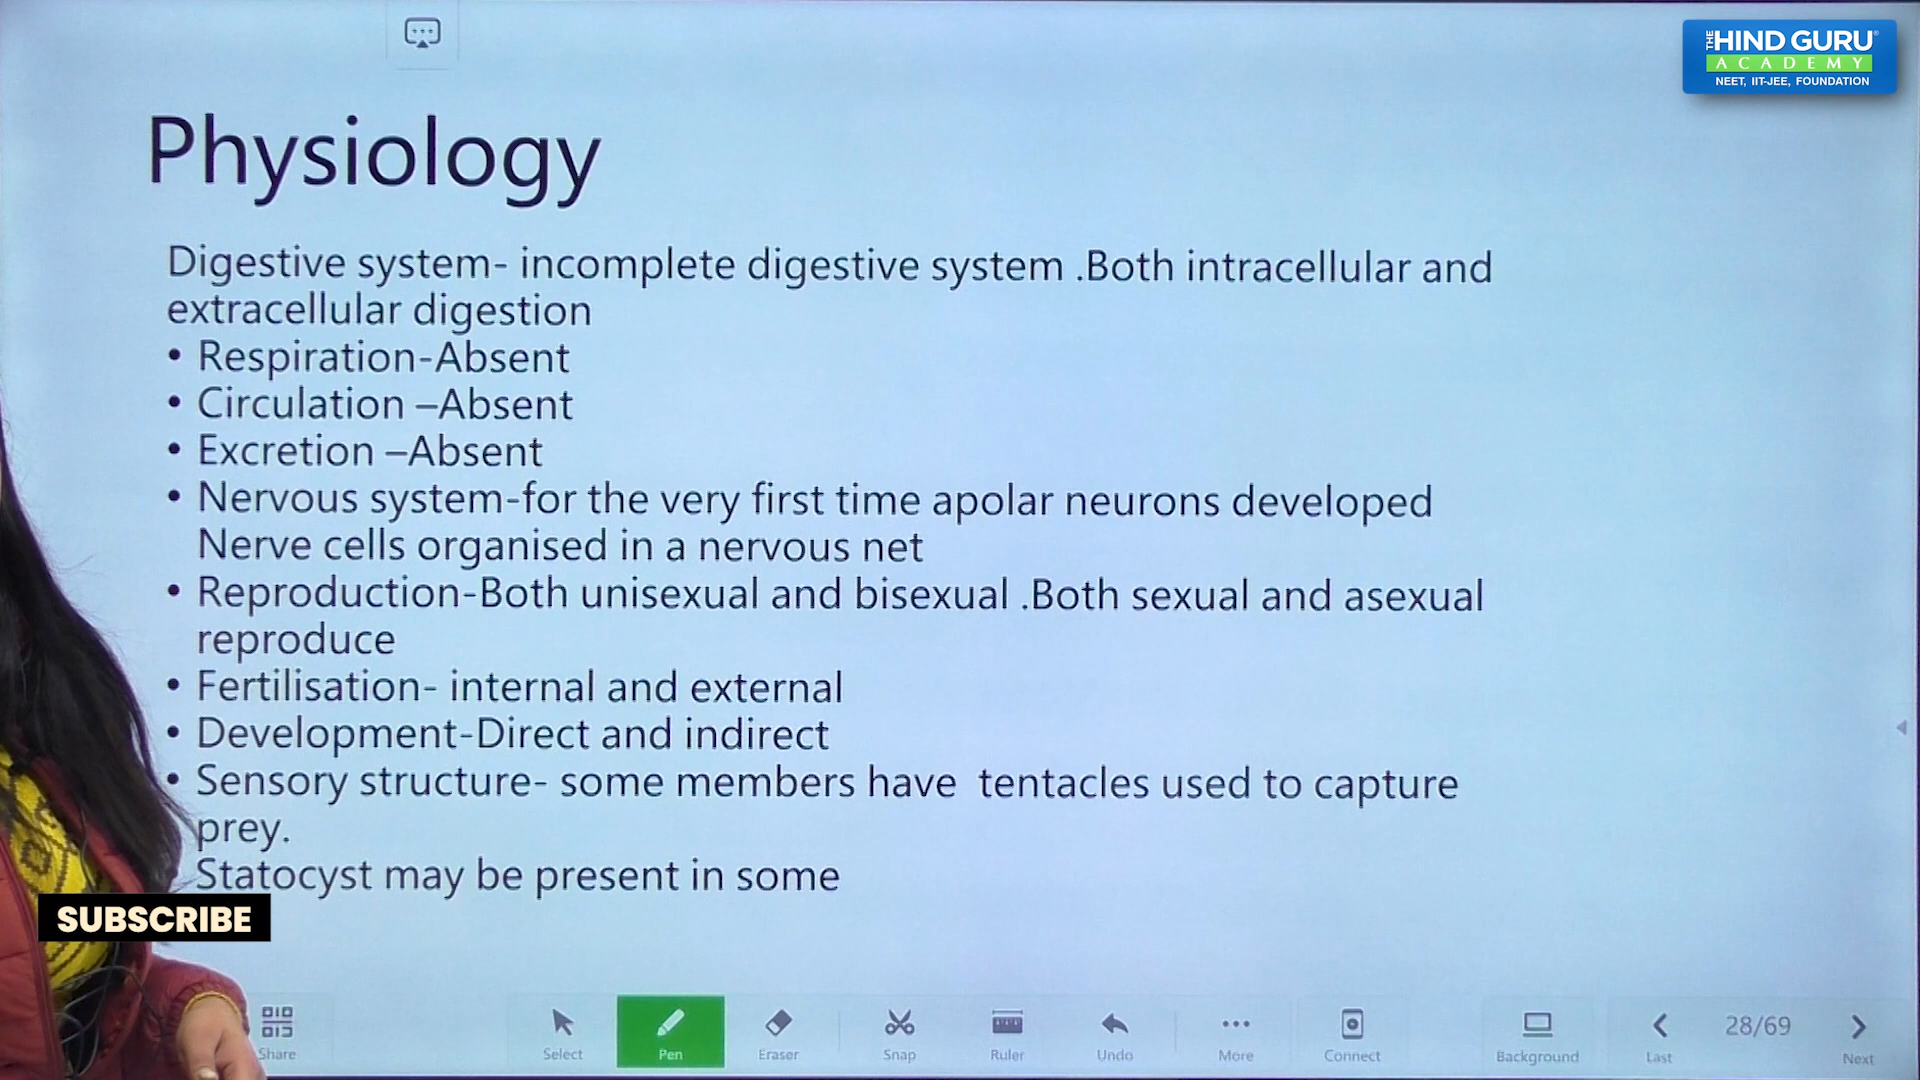 THE HIND GURU
ACADEMY
NEET, IIT-JEE, FOUNDATION
Physiology
Digestive system- incomplete digestive system .Both intracellular and
extracellular digestion
• Respiration-Absent
• Circulation –Absent
• Excretion –Absent
• Nervous system-for the very first time apolar neurons developed
Nerve cells organised in a nervous net
• Reproduction-Both unisexual and bisexual .Both sexual and asexual
reproduce
• Fertilisation- internal and external
• Development-Direct and indirect
• Sensory structure- some members have tentacles used to capture
prey.
Statocyst may be present in some
SUBSCRIBE
Share Select Pen Eraser Snap Ruler Undo More Connect Background Last 28/69 Next